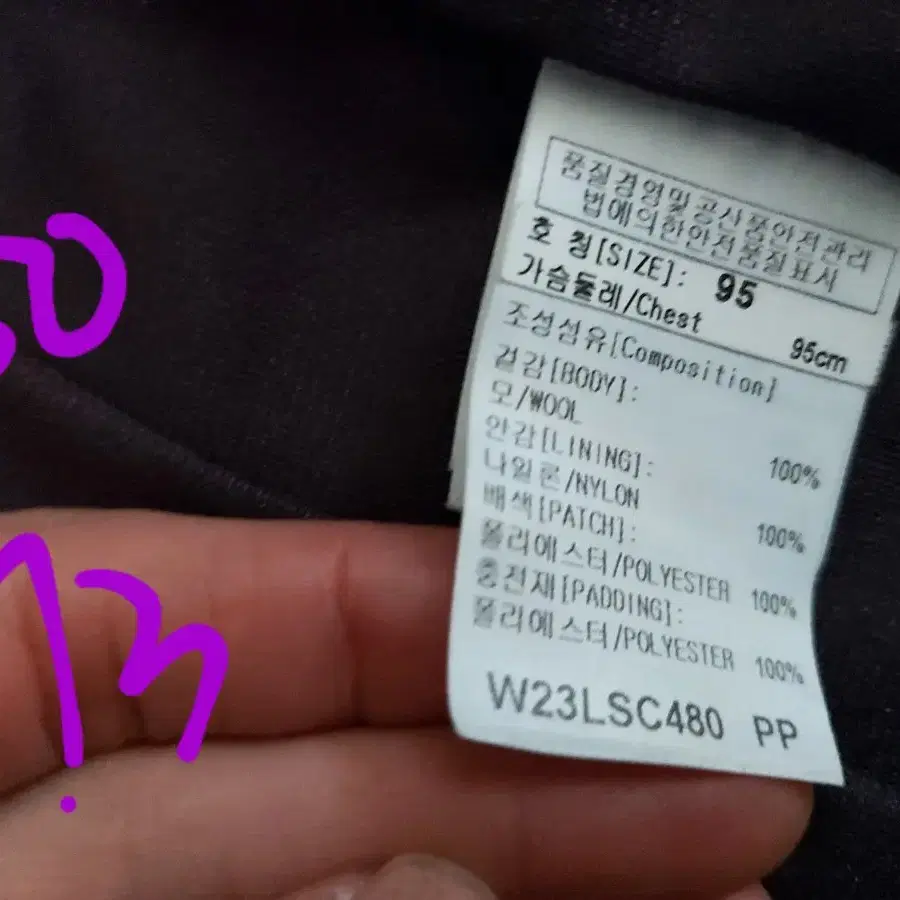 품질경영및공산품안전관리
법에의한안전품질표시
호 칭[SIZE]: 95
가슴둘레/Chest 95cm
조성섬유[Composition]
겉감[BODY]:
모/WOOL 100%
안감[LINING]:
나일론/NYLON 100%
배색[PATCH]:
폴리에스터/POLYESTER 100%
충전재[PADDING]:
폴리에스터/POLYESTER 100%
W23LSC480 PP